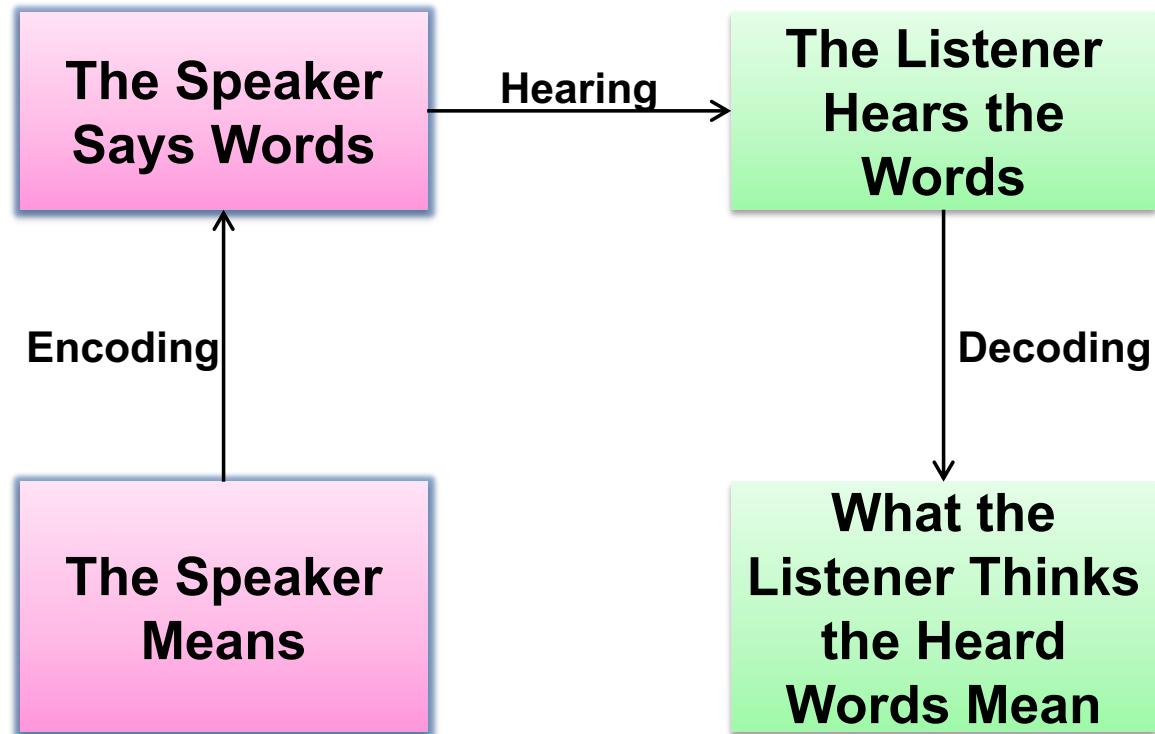 The Speaker
Says Words
Hearing
The Listener
Hears the
Words
Encoding
Decoding
The Speaker
Means
What the
Listener Thinks
the Heard
Words Mean